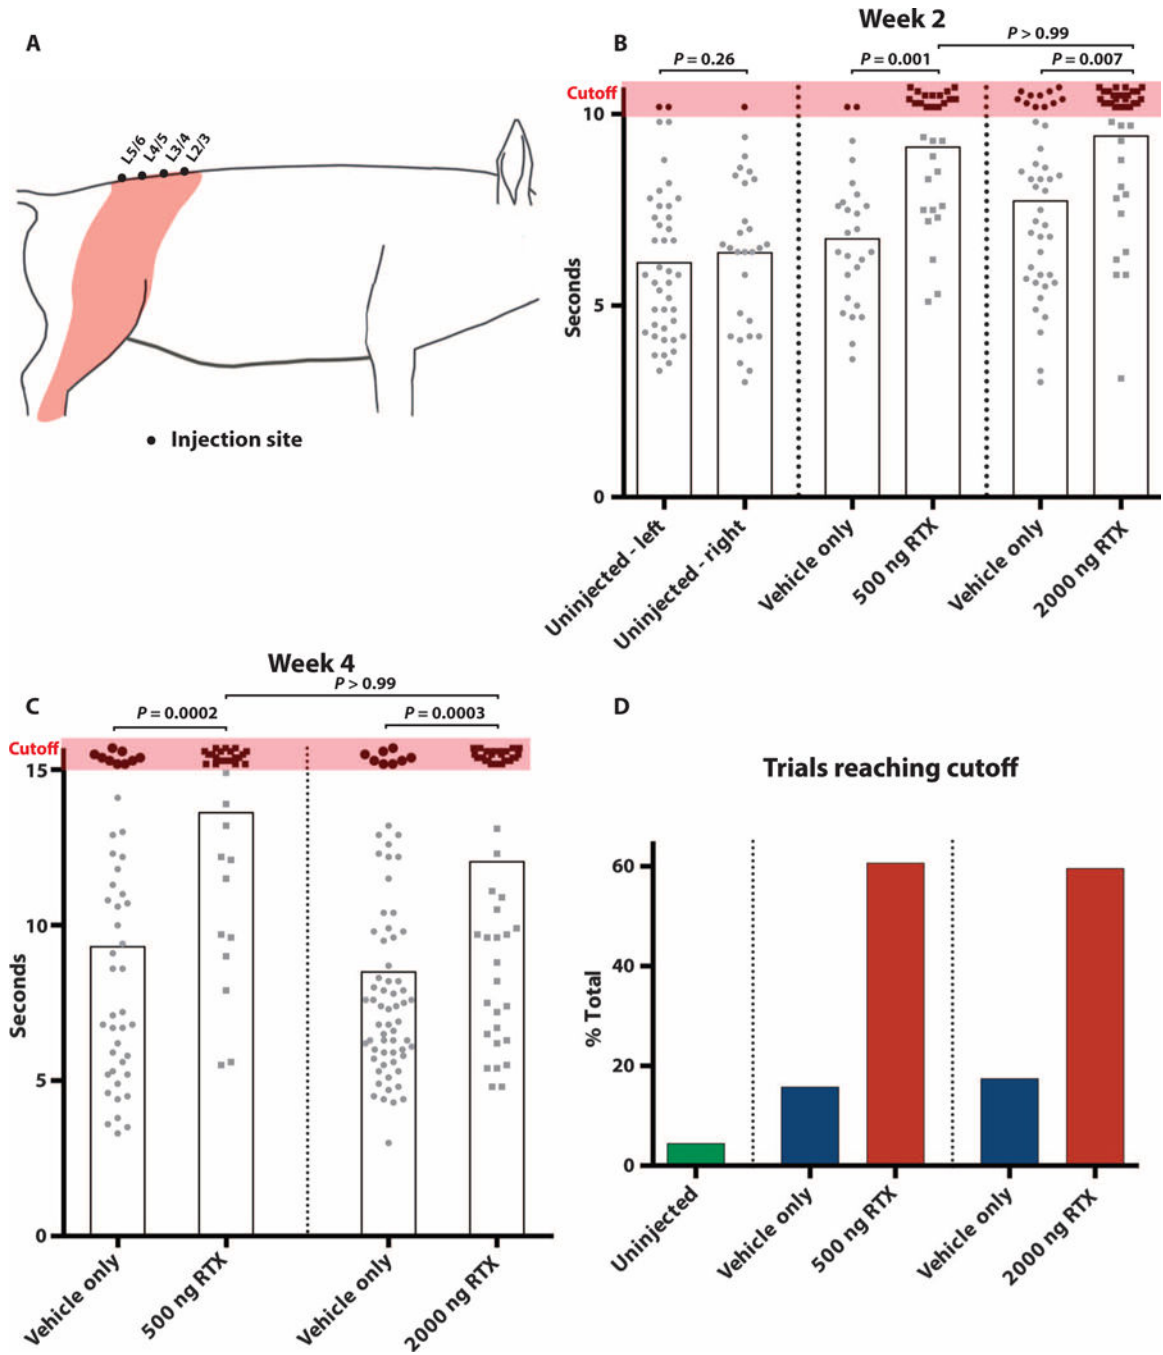 A
L5/6
L4/5
L3/4
L2/3
Injection site
B
Week 2
P > 0.99
P = 0.26
P = 0.001
P = 0.007
Cutoff
10
5
0
Seconds
Uninjected - left
Uninjected - right
Vehicle only
500 ng RTX
Vehicle only
2000 ng RTX
C
Week 4
P > 0.99
P = 0.0002
P = 0.0003
Cutoff
15
10
5
0
Seconds
Vehicle only
500 ng RTX
Vehicle only
2000 ng RTX
D
Trials reaching cutoff
60
40
20
0
% Total
Uninjected
Vehicle only
500 ng RTX
Vehicle only
2000 ng RTX